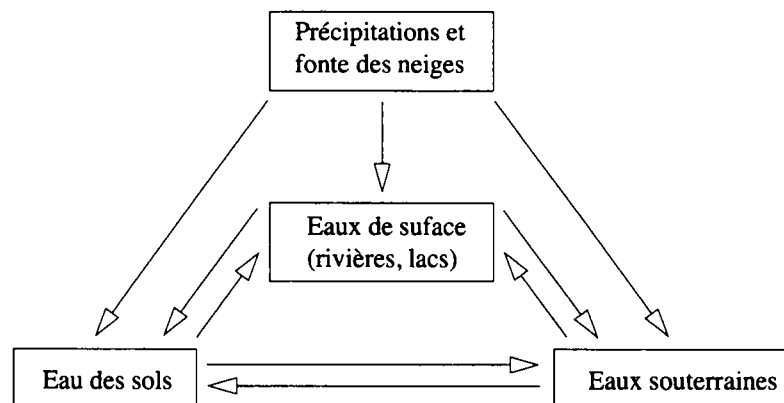 Précipitations et
fonte des neiges
Eaux de suface
(rivières, lacs)
Eau des sols
Eaux souterraines